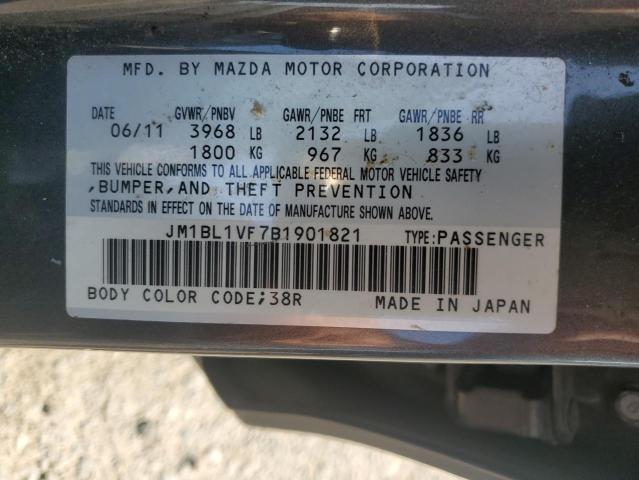 MFD. BY MAZDA MOTOR CORPORATION
DATE GVWR/PNBV GAWR/PNBE FRT GAWR/PNBE RR
06/11 3968 LB 2132 LB 1836 LB
1800 KG 967 KG 833 KG
THIS VEHICLE CONFORMS TO ALL APPLICABLE FEDERAL MOTOR VEHICLE SAFETY
,BUMPER,AND THEFT PREVENTION
STANDARDS IN EFFECT ON THE DATE OF MANUFACTURE SHOWN ABOVE.
JM1BL1VF7B1901821 TYPE:PASSENGER
BODY COLOR CODE;38R MADE IN JAPAN